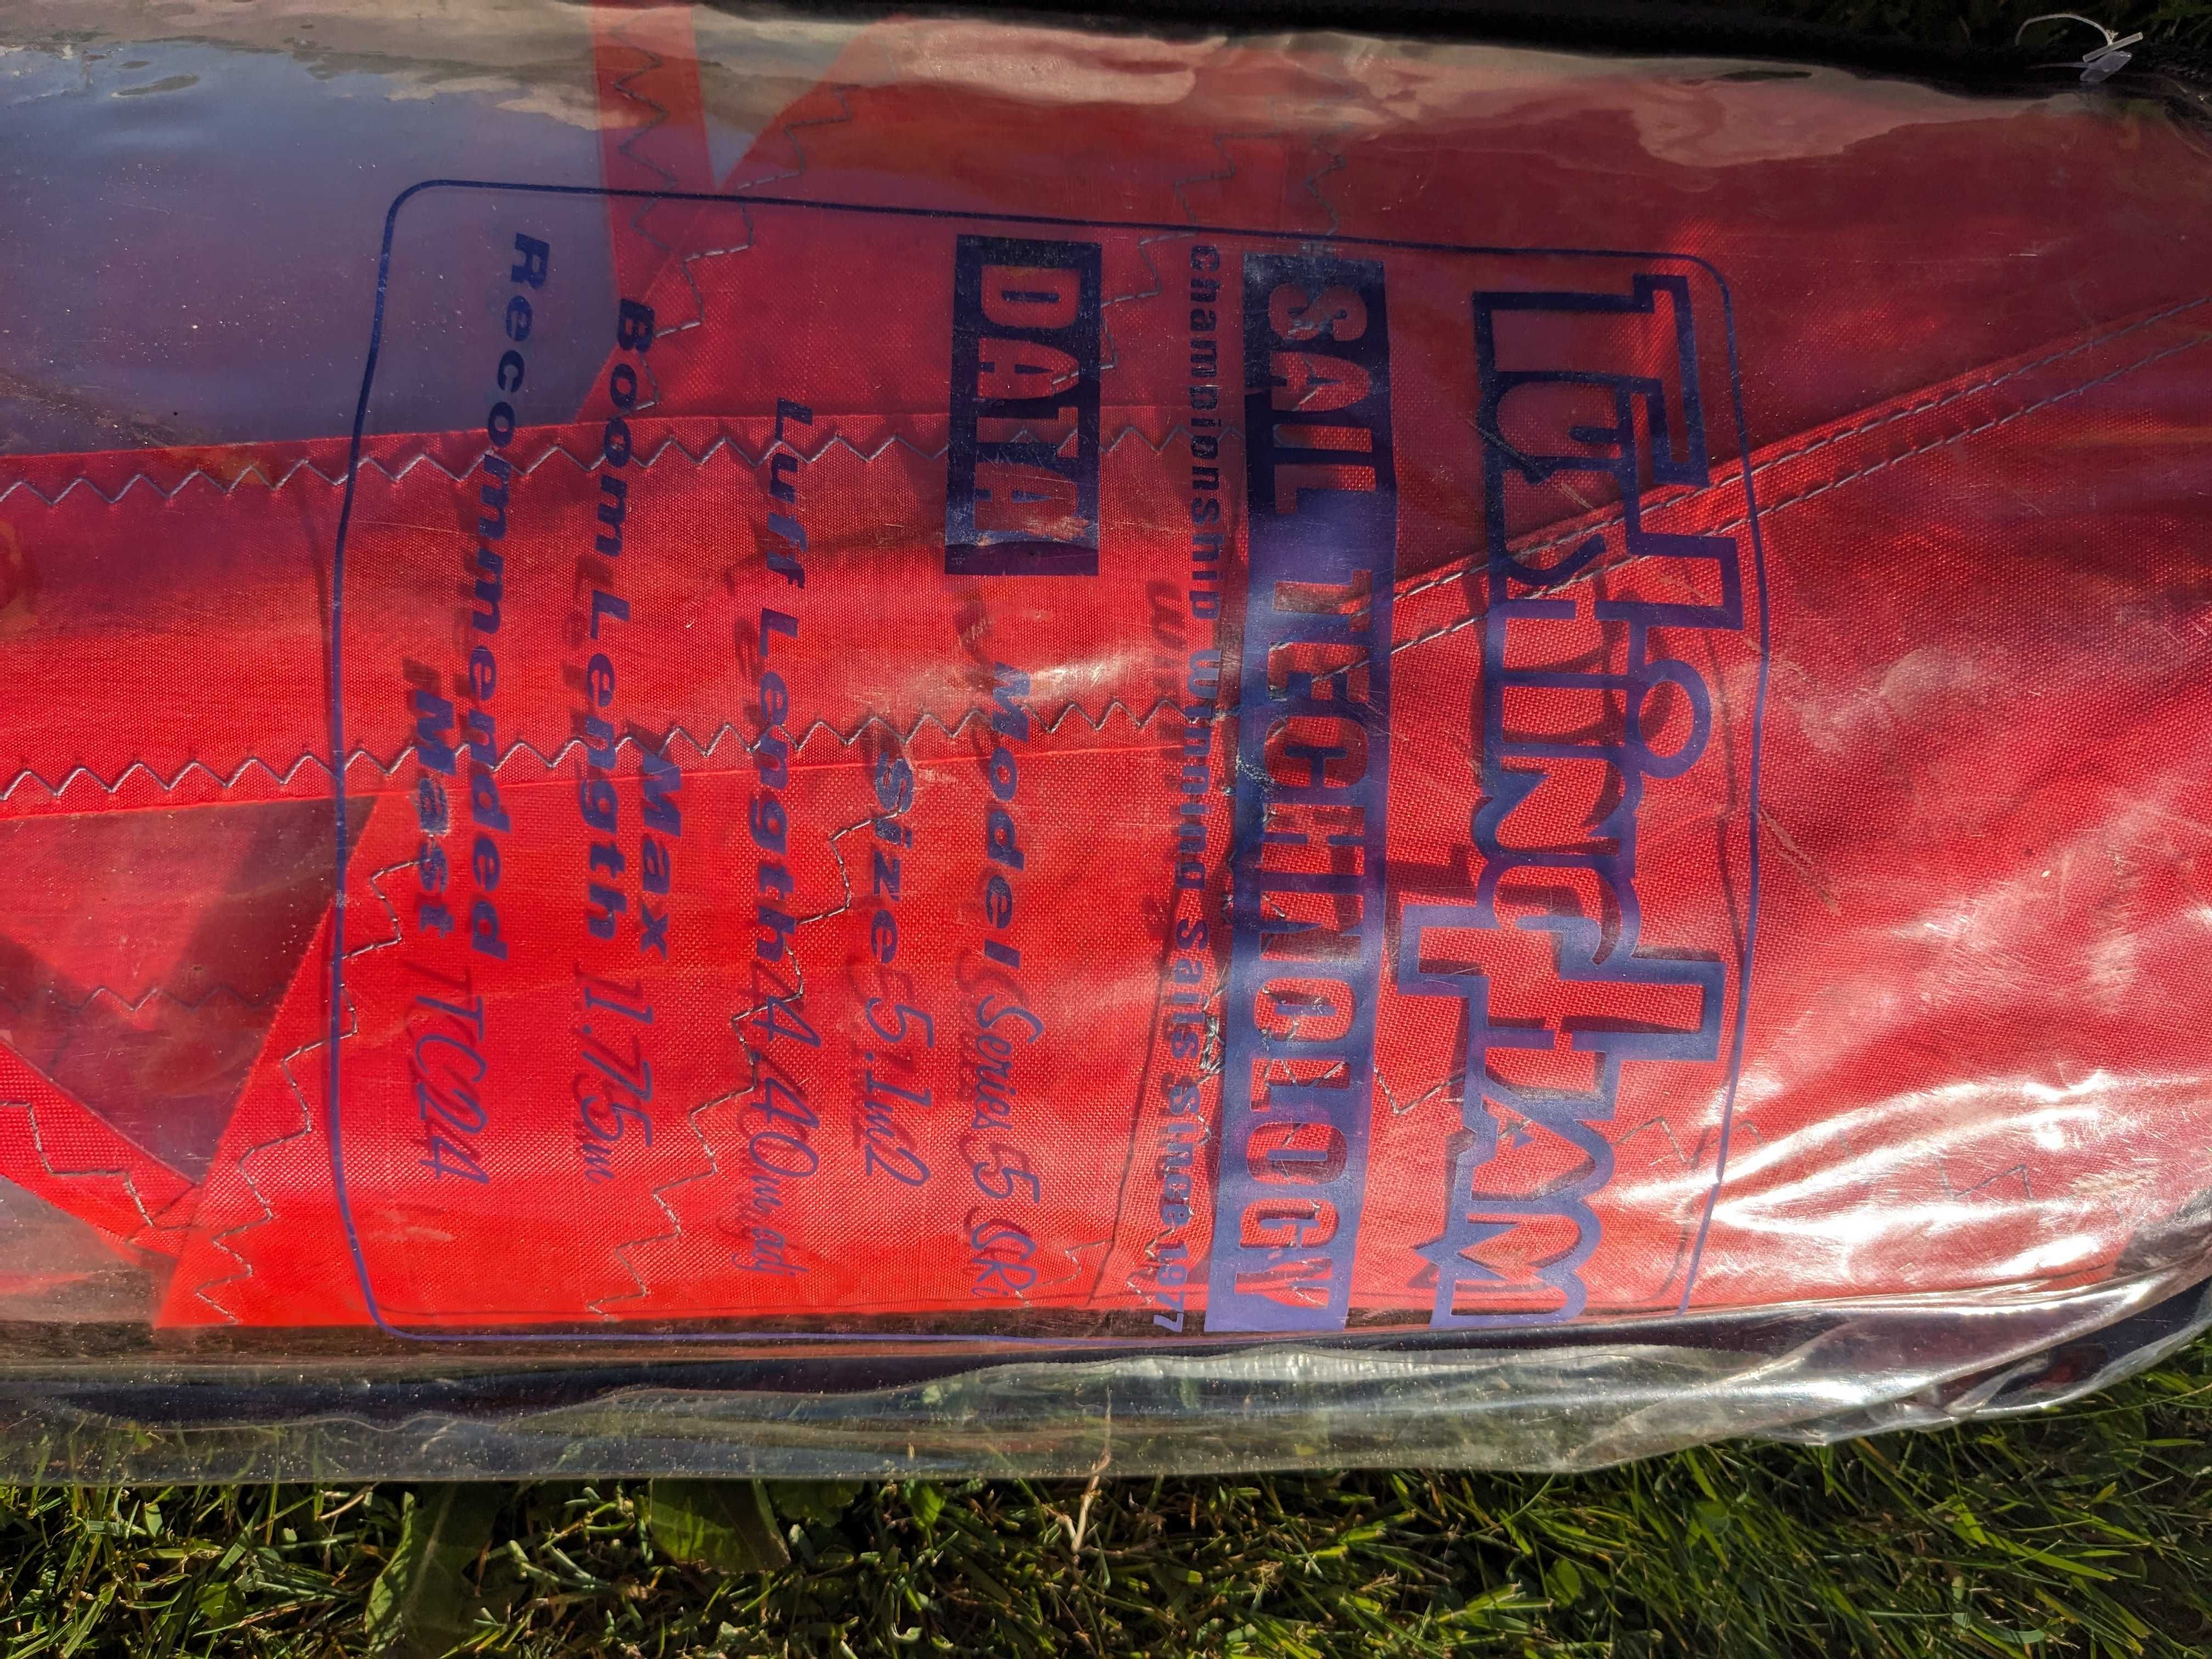 Tushingham
SAIL TECHNOLOGY
championship winning sails since 1977
DATA
Model Series 5 SRi
Size 5.1m2
Luff Length 4.40m adj
Max
Boom Length 1.75m
Recommended
Mast TC24